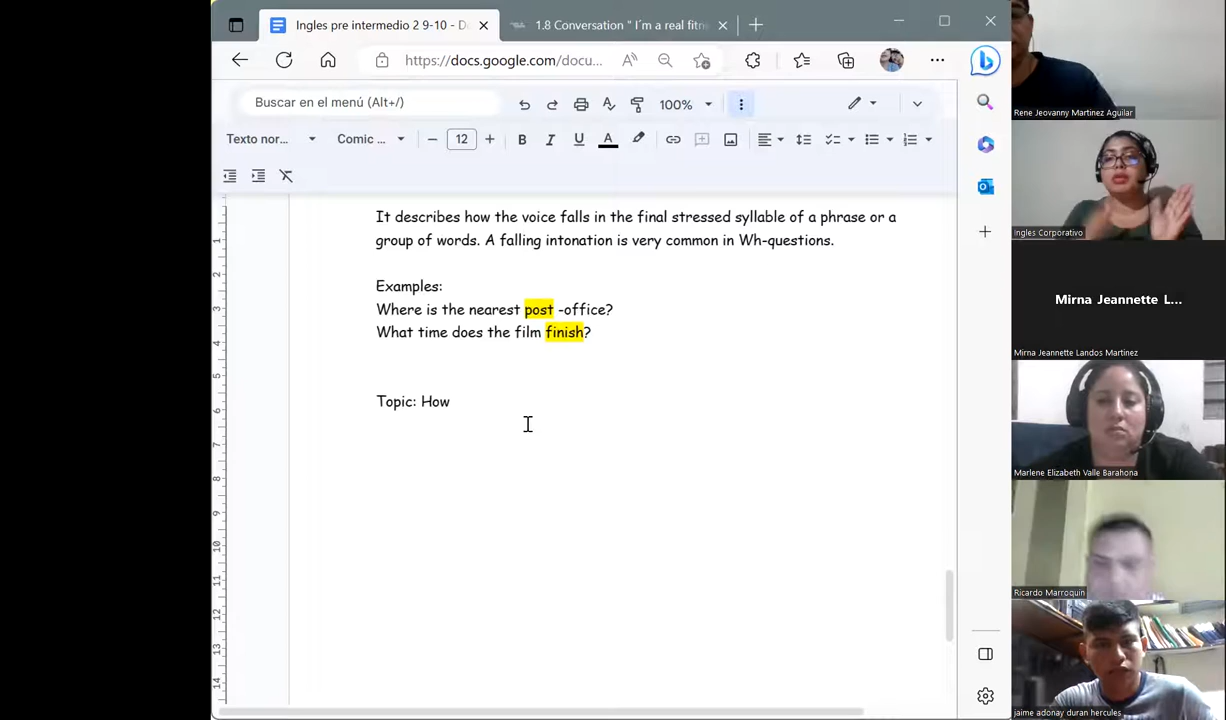 Ingles pre intermedio 2 9-10 - D
1.8 Conversation " I´m a real fitn
https://docs.google.com/docu...
Buscar en el menú (Alt+/)
100%
Texto nor...
Comic ...
12
It describes how the voice falls in the final stressed syllable of a phrase or a
group of words. A falling intonation is very common in Wh-questions.
Examples:
Where is the nearest post -office?
What time does the film finish?
Topic: How
Rene Jeovanny Martinez Aguilar
Ingles Corporativo
Mirna Jeannette L...
Mirna Jeannette Landos Martinez
Marlene Elizabeth Valle Barahona
Ricardo Marroquin
jaime adonay duran hercules